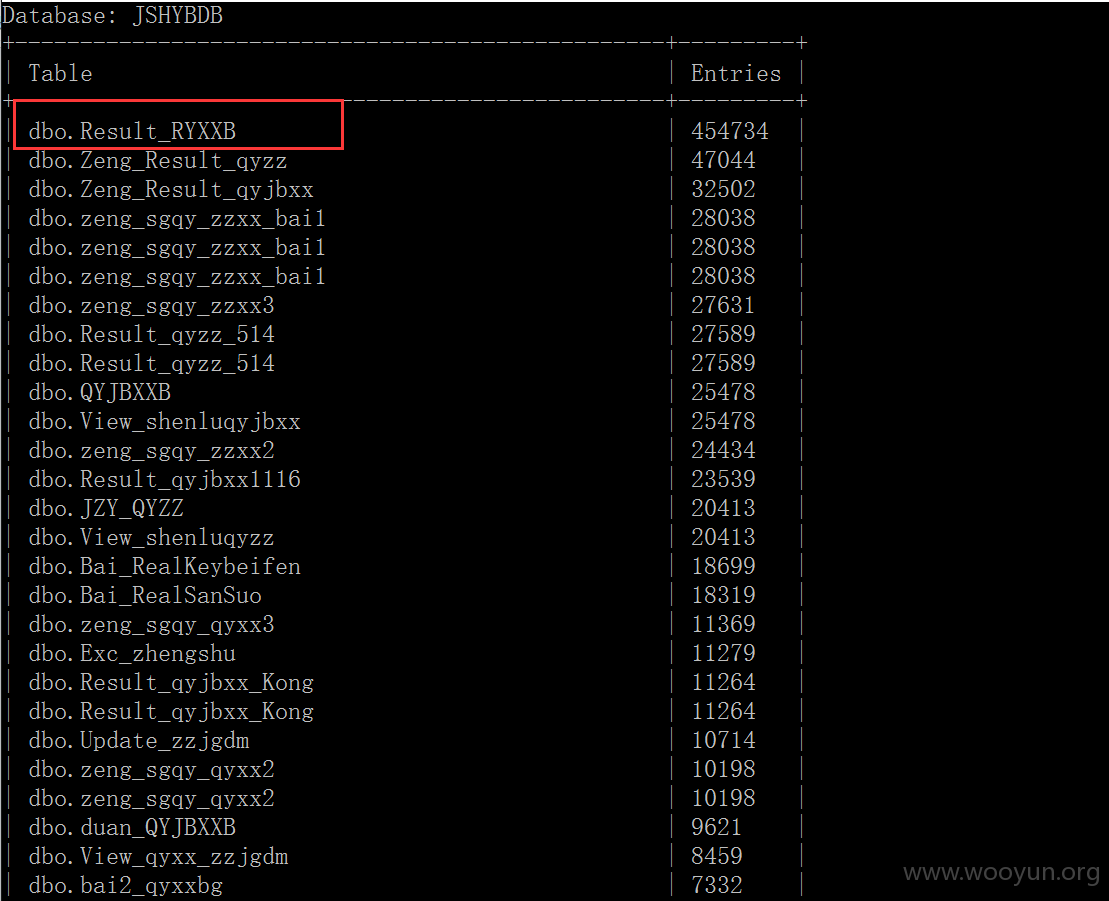 Database: JSHYBDB
+--------------------------------------------------+---------+
| Table | Entries |
+--------------------------------------------------+---------+
| dbo.Result_RYXXB | 454734 |
| dbo.Zeng_Result_qyzz | 47044 |
| dbo.Zeng_Result_qyjbxx | 32502 |
| dbo.zeng_sgqy_zzxx_bai1 | 28038 |
| dbo.zeng_sgqy_zzxx_bai1 | 28038 |
| dbo.zeng_sgqy_zzxx_bai1 | 28038 |
| dbo.zeng_sgqy_zzxx3 | 27631 |
| dbo.Result_qyzz_514 | 27589 |
| dbo.Result_qyzz_514 | 27589 |
| dbo.QYJBXXB | 25478 |
| dbo.View_shenluqyjbxx | 25478 |
| dbo.zeng_sgqy_zzxx2 | 24434 |
| dbo.Result_qyjbxx1116 | 23539 |
| dbo.JZY_QYZZ | 20413 |
| dbo.View_shenluqyzz | 20413 |
| dbo.Bai_RealKeybeifen | 18699 |
| dbo.Bai_RealSanSuo | 18319 |
| dbo.zeng_sgqy_qyxx3 | 11369 |
| dbo.Exc_zhengshu | 11279 |
| dbo.Result_qyjbxx_Kong | 11264 |
| dbo.Result_qyjbxx_Kong | 11264 |
| dbo.Update_zzjgdm | 10714 |
| dbo.zeng_sgqy_qyxx2 | 10198 |
| dbo.zeng_sgqy_qyxx2 | 10198 |
| dbo.duan_QYJBXXB | 9621 |
| dbo.View_qyxx_zzjgdm | 8459 |
| dbo.bai2_qyxxbg | 7332 |
www.wooyun.org